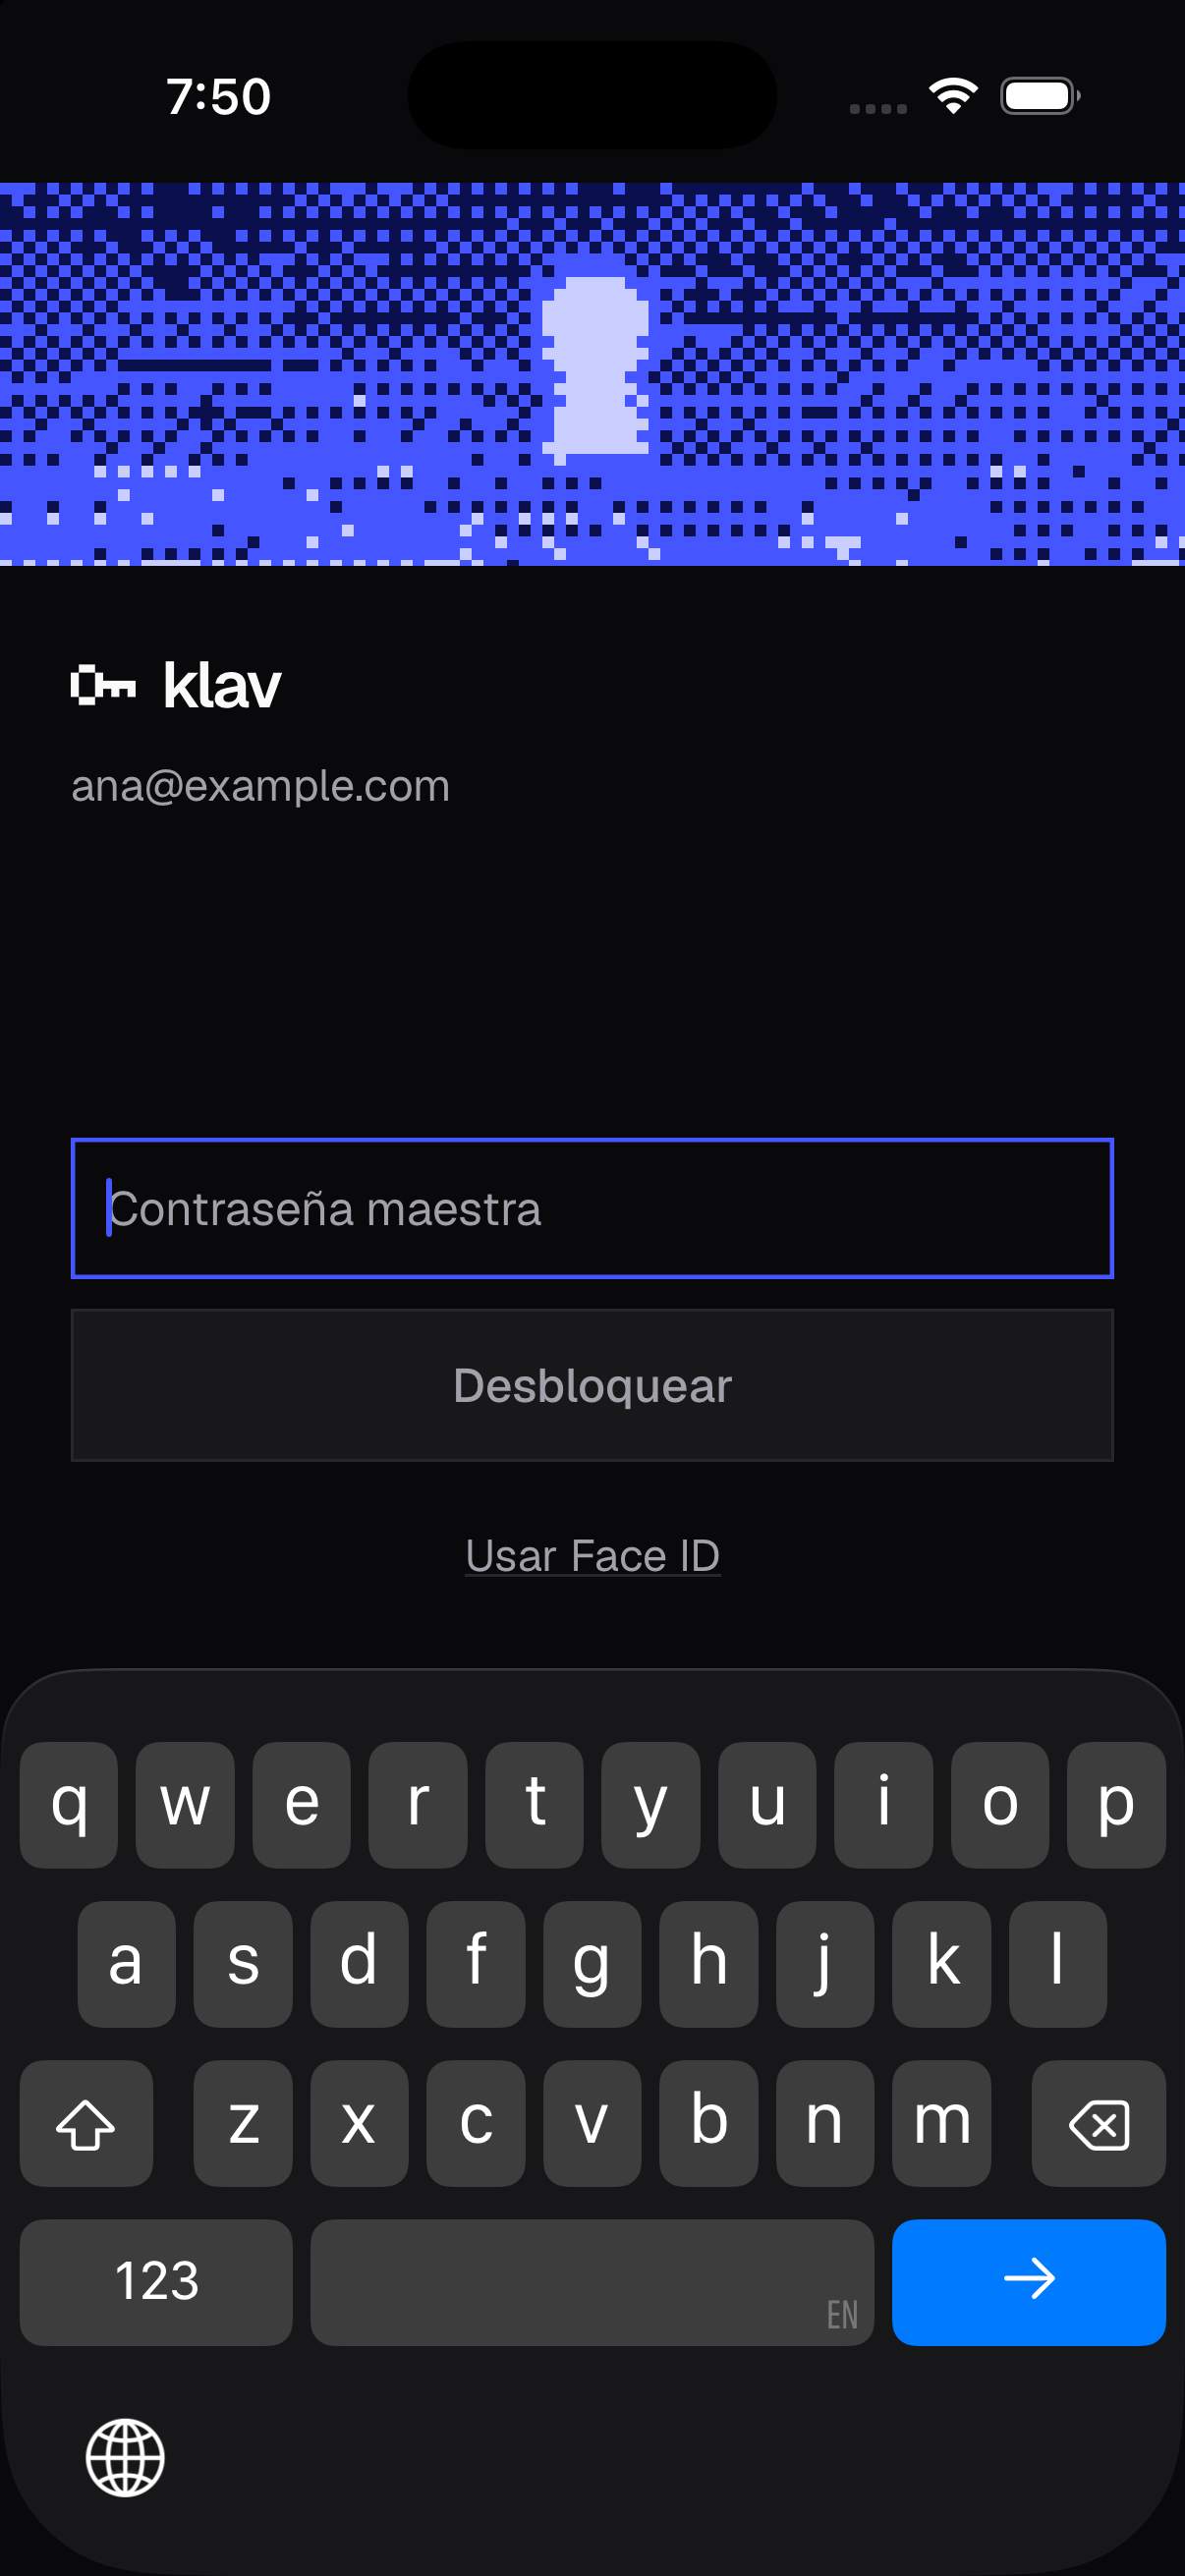 7:50
klav
ana@example.com
Contraseña maestra
Desbloquear
Usar Face ID
q w e r t y u i o p
a s d f g h j k l
z x c v b n m
123
EN